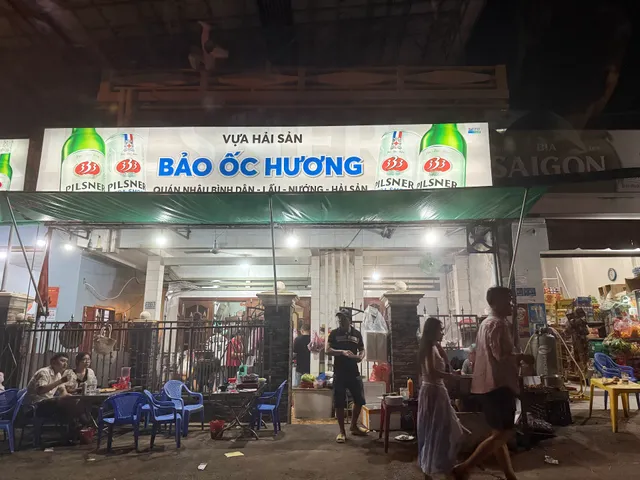 VỰA HẢI SẢN
BẢO ỐC HƯƠNG
QUÁN NHẬU BÌNH DÂN - LẨU - NƯỚNG - HẢI SẢN
333
PILSNER
333
PILSNER
333
PILSNER
333
PILSNER
BIA
SAIGON